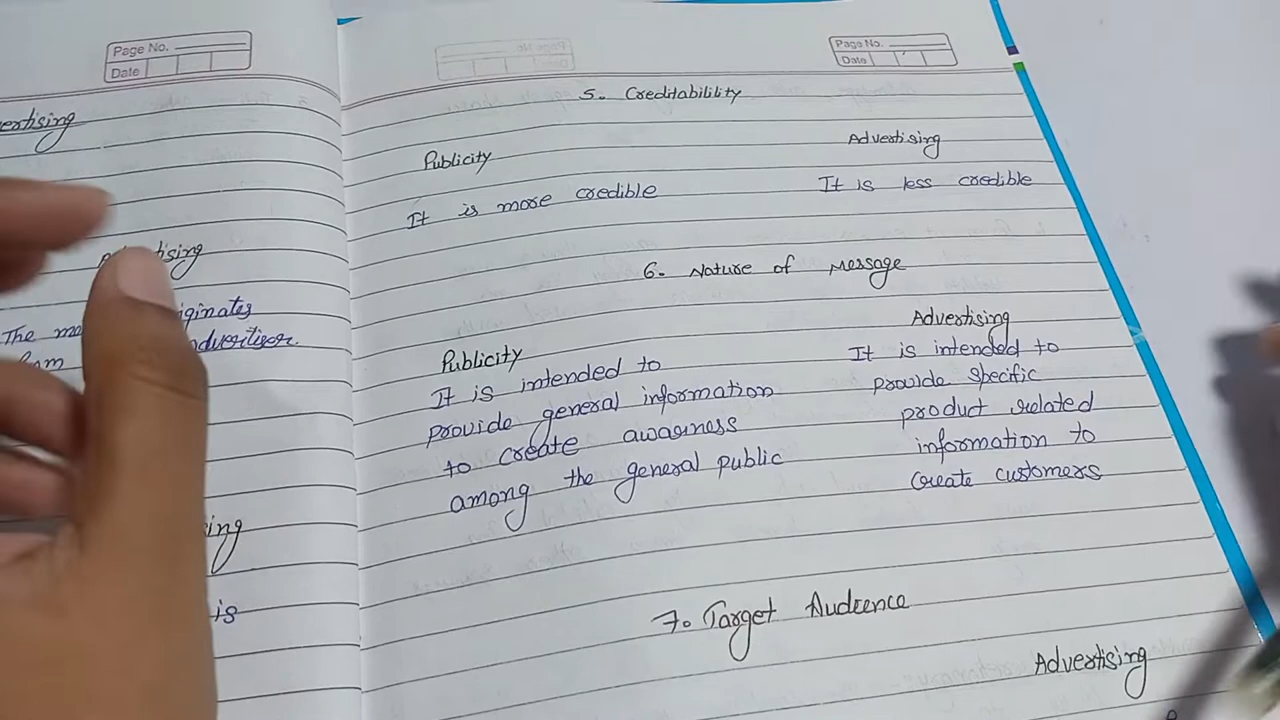 Page No.
Date
ertising
The
iginates
from
advertiser.
ing
is
Page No.
Date
5. Creditability
Publicity
Advertising
It is more credible
It is less credible
6. Nature of Message
Publicity
Advertising
It is intended to
provide general information
to create awarness
among the general public
It is intended to
provide specific
product related
information to
create customers
7. Target Audience
Advertising